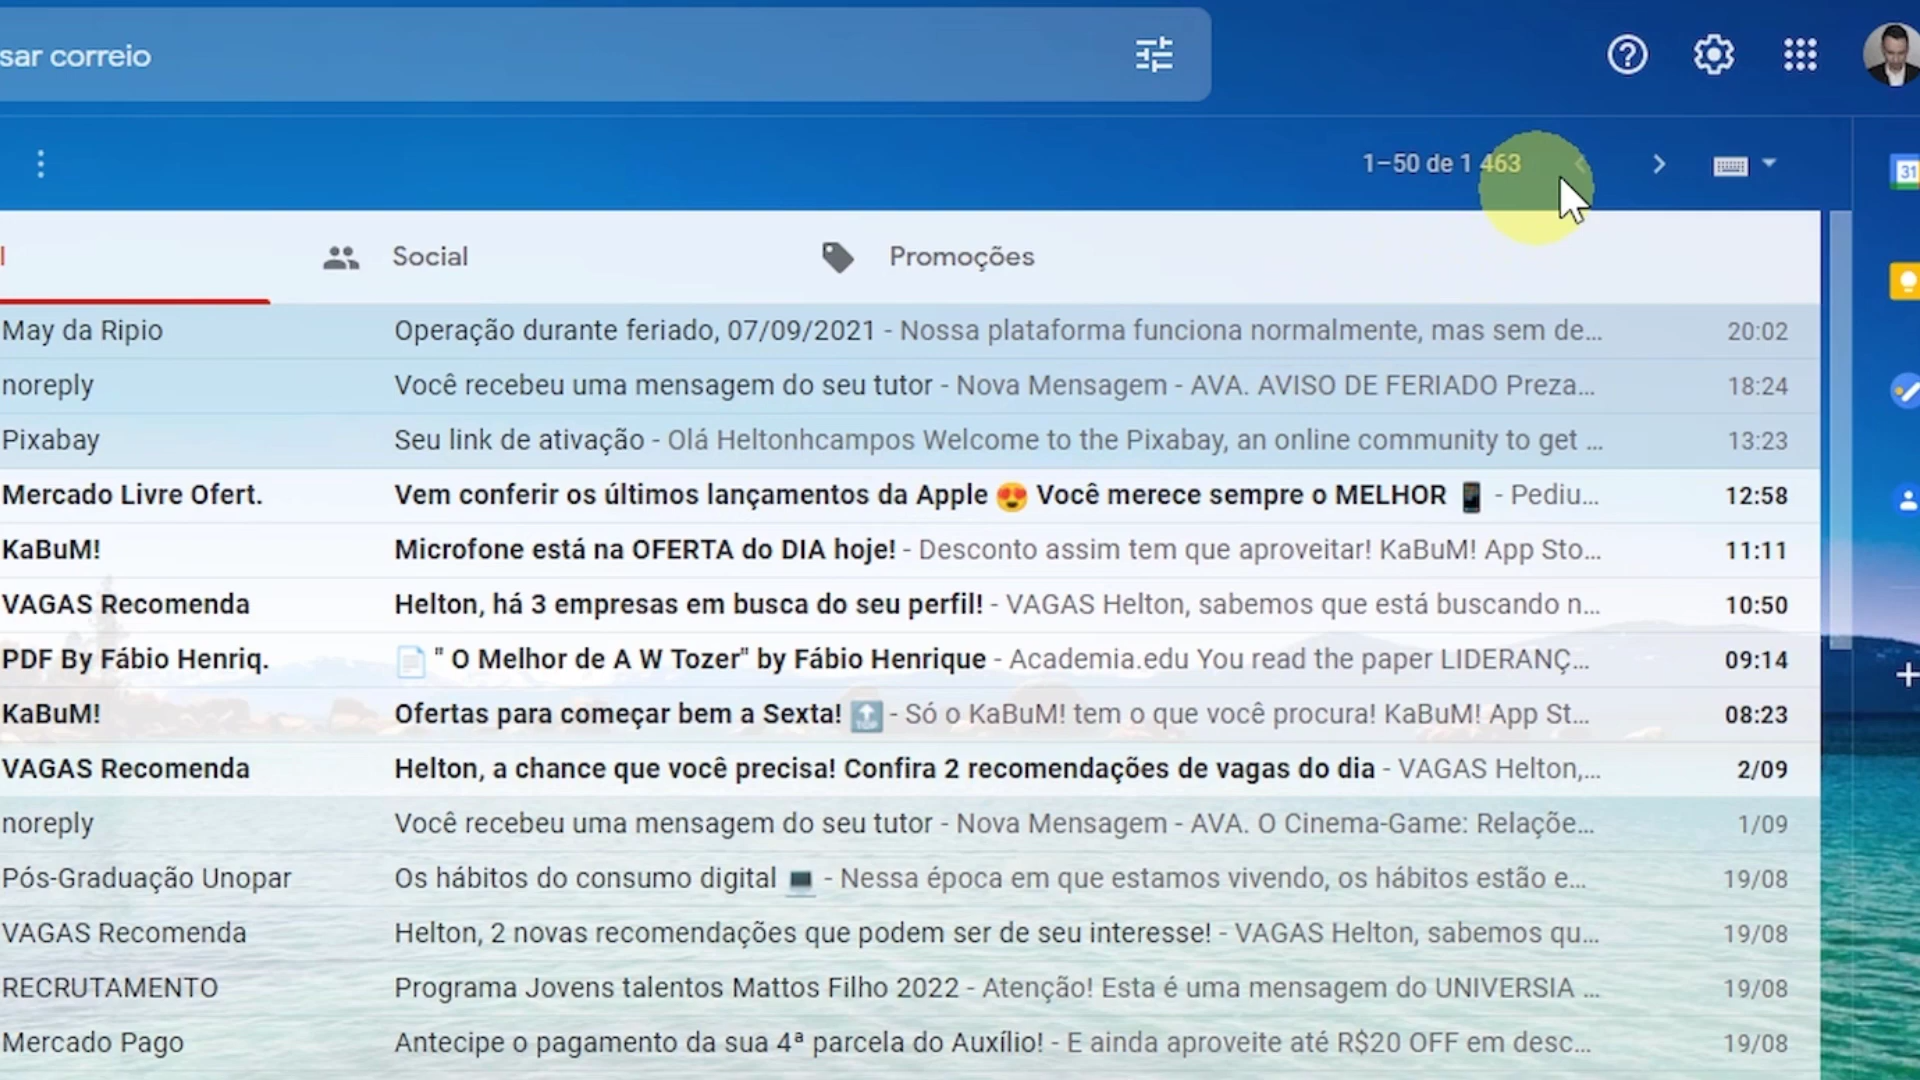 sar correio
1–50 de 1 463
31
Social
Promoções
May da Ripio Operação durante feriado, 07/09/2021 - Nossa plataforma funciona normalmente, mas sem de... 20:02
noreply Você recebeu uma mensagem do seu tutor - Nova Mensagem - AVA. AVISO DE FERIADO Preza... 18:24
Pixabay Seu link de ativação - Olá Heltonhcampos Welcome to the Pixabay, an online community to get ... 13:23
Mercado Livre Ofert. Vem conferir os últimos lançamentos da Apple 😍 Você merece sempre o MELHOR 📱 - Pediu... 12:58
KaBuM! Microfone está na OFERTA do DIA hoje! - Desconto assim tem que aproveitar! KaBuM! App Sto... 11:11
VAGAS Recomenda Helton, há 3 empresas em busca do seu perfil! - VAGAS Helton, sabemos que está buscando n... 10:50
PDF By Fábio Henriq. 📄 " O Melhor de A W Tozer" by Fábio Henrique - Academia.edu You read the paper LIDERANÇ... 09:14
KaBuM! Ofertas para começar bem a Sexta! 🔝 - Só o KaBuM! tem o que você procura! KaBuM! App St... 08:23
VAGAS Recomenda Helton, a chance que você precisa! Confira 2 recomendações de vagas do dia - VAGAS Helton,... 2/09
noreply Você recebeu uma mensagem do seu tutor - Nova Mensagem - AVA. O Cinema-Game: Relaçõe... 1/09
Pós-Graduação Unopar Os hábitos do consumo digital 💻 - Nessa época em que estamos vivendo, os hábitos estão e... 19/08
VAGAS Recomenda Helton, 2 novas recomendações que podem ser de seu interesse! - VAGAS Helton, sabemos qu... 19/08
RECRUTAMENTO Programa Jovens talentos Mattos Filho 2022 - Atenção! Esta é uma mensagem do UNIVERSIA ... 19/08
Mercado Pago Antecipe o pagamento da sua 4ª parcela do Auxílio! - E ainda aproveite até R$20 OFF em desc... 19/08